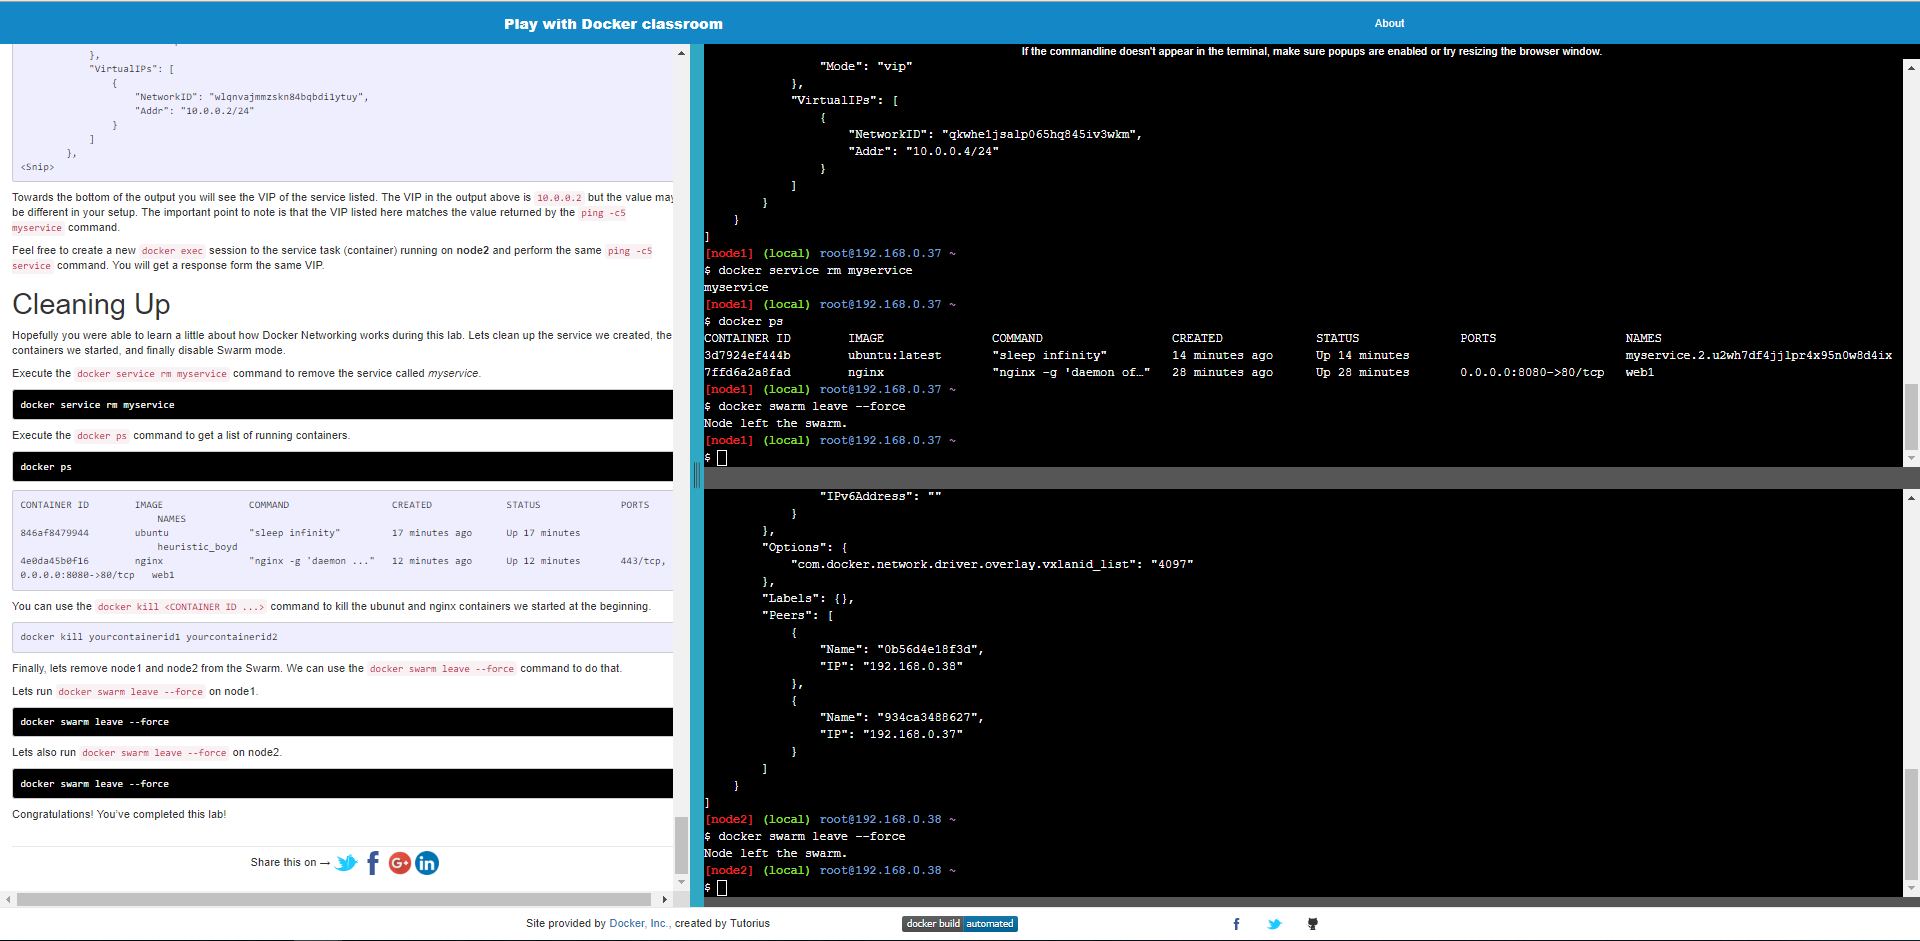 Play with Docker classroom
About
},
"VirtualIPs": [
{
"NetworkID": "wlqnvajmmzskn84bqbdi1ytuy",
"Addr": "10.0.0.2/24"
}
]
},
<Snip>
Towards the bottom of the output you will see the VIP of the service listed. The VIP in the output above is 10.0.0.2 but the value may
be different in your setup. The important point to note is that the VIP listed here matches the value returned by the ping -c5
myservice command.
Feel free to create a new docker exec session to the service task (container) running on node2 and perform the same ping -c5
service command. You will get a response form the same VIP.
Cleaning Up
Hopefully you were able to learn a little about how Docker Networking works during this lab. Lets clean up the service we created, the
containers we started, and finally disable Swarm mode.
Execute the docker service rm myservice command to remove the service called myservice.
docker service rm myservice
Execute the docker ps command to get a list of running containers.
docker ps
CONTAINER ID IMAGE COMMAND CREATED STATUS PORTS
NAMES
846af8479944 ubuntu "sleep infinity" 17 minutes ago Up 17 minutes
heuristic_boyd
4e0da45b0f16 nginx "nginx -g 'daemon ..." 12 minutes ago Up 12 minutes 443/tcp,
0.0.0.0:8080->80/tcp web1
You can use the docker kill <CONTAINER ID ...> command to kill the ubunut and nginx containers we started at the beginning.
docker kill yourcontainerid1 yourcontainerid2
Finally, lets remove node1 and node2 from the Swarm. We can use the docker swarm leave --force command to do that.
Lets run docker swarm leave --force on node1.
docker swarm leave --force
Lets also run docker swarm leave --force on node2.
docker swarm leave --force
Congratulations! You've completed this lab!
Share this on →
If the commandline doesn't appear in the terminal, make sure popups are enabled or try resizing the browser window.
"Mode": "vip"
},
"VirtualIPs": [
{
"NetworkID": "qkwhe1jsalp065hq845iv3wkm",
"Addr": "10.0.0.4/24"
}
]
}
}
]
[node1] (local) root@192.168.0.37 ~
$ docker service rm myservice
myservice
[node1] (local) root@192.168.0.37 ~
$ docker ps
CONTAINER ID IMAGE COMMAND CREATED STATUS PORTS NAMES
3d7924ef444b ubuntu:latest "sleep infinity" 14 minutes ago Up 14 minutes myservice.2.u2wh7df4jjlpr4x95n0w8d4ix
7ffd6a2a8fad nginx "nginx -g 'daemon of…" 28 minutes ago Up 28 minutes 0.0.0.0:8080->80/tcp web1
[node1] (local) root@192.168.0.37 ~
$ docker swarm leave --force
Node left the swarm.
[node1] (local) root@192.168.0.37 ~
$
"IPv6Address": ""
}
},
"Options": {
"com.docker.network.driver.overlay.vxlanid_list": "4097"
},
"Labels": {},
"Peers": [
{
"Name": "0b56d4e18f3d",
"IP": "192.168.0.38"
},
{
"Name": "934ca3488627",
"IP": "192.168.0.37"
}
]
}
]
[node2] (local) root@192.168.0.38 ~
$ docker swarm leave --force
Node left the swarm.
[node2] (local) root@192.168.0.38 ~
$
Site provided by Docker, Inc., created by Tutorius
docker build automated